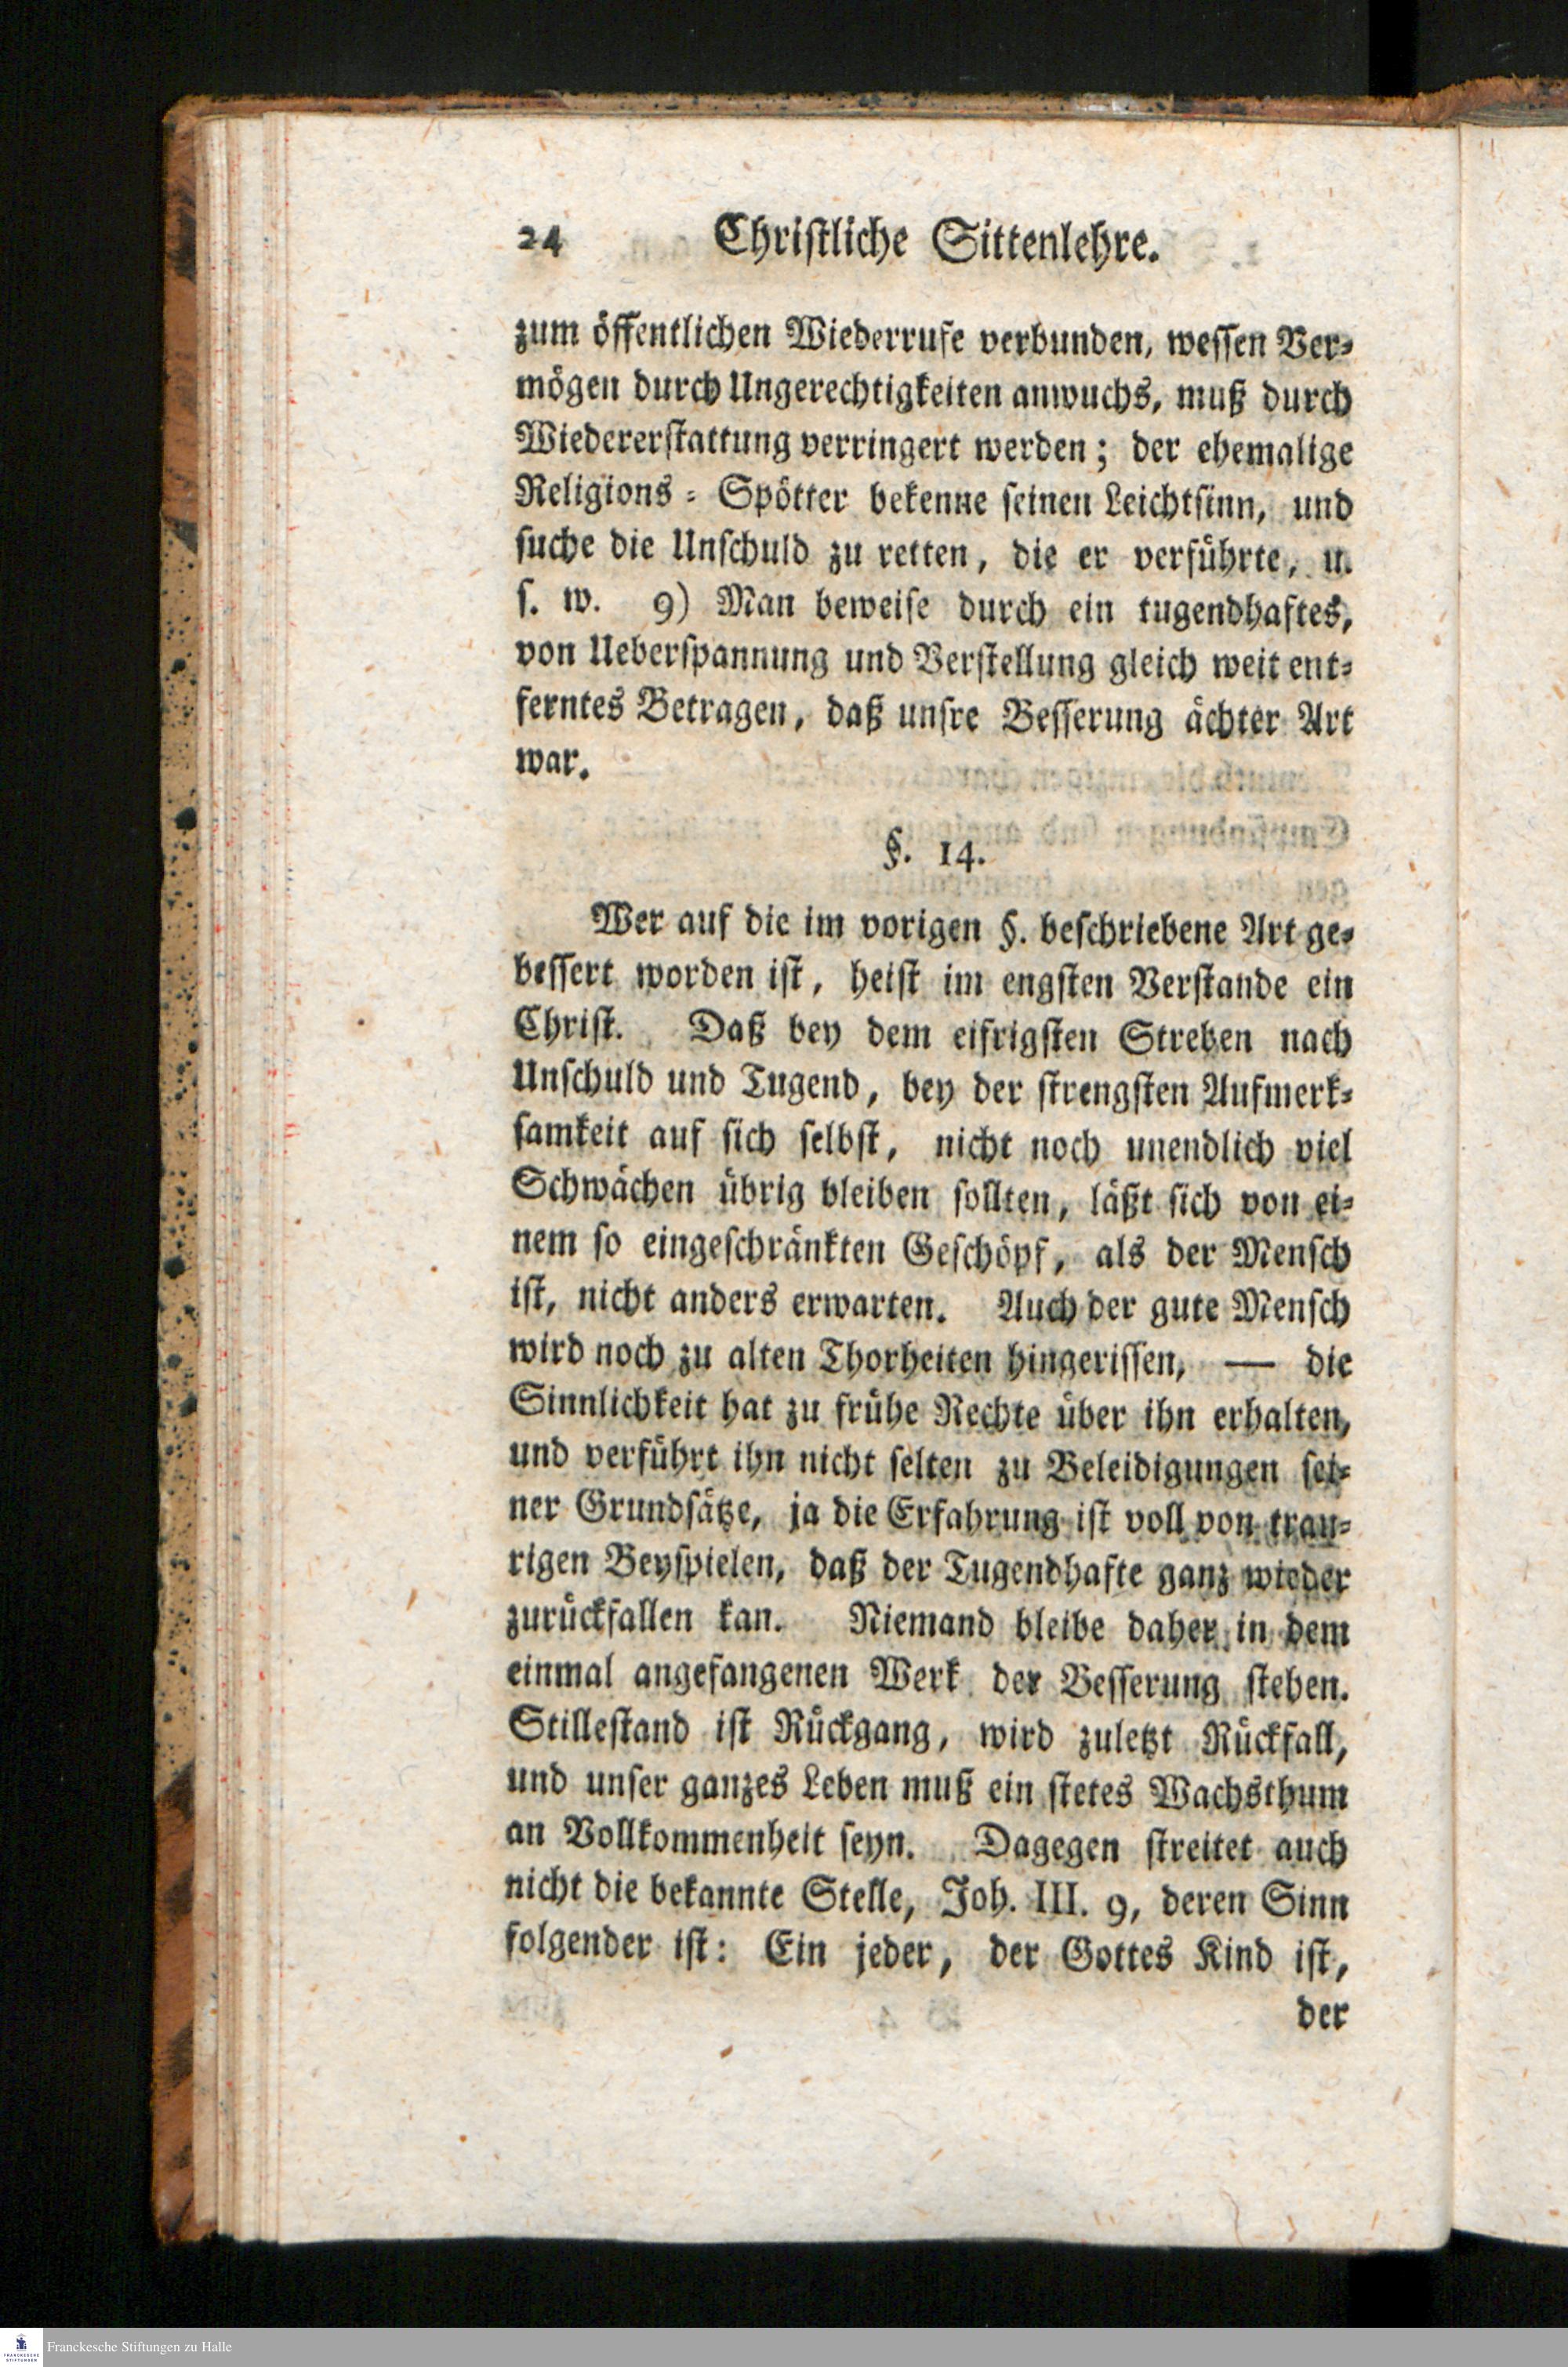 24 Christliche Sittenlehre.
zum öffentlichen Wiederrufe verbunden, wessen Ver-
mögen durch Ungerechtigkeiten anwuchs, muß durch
Wiedererstattung verringert werden; der ehemalige
Religions-Spötter bekenne seinen Leichtsinn, und
suche die Unschuld zu retten, die er verführte, u.
s. w. 9) Man beweise durch ein tugendhaftes,
von Ueberspannung und Verstellung gleich weit ent-
ferntes Betragen, daß unsre Besserung ächter Art
war.
§. 14.
Wer auf die im vorigen §. beschriebene Art ge-
bessert worden ist, heist im engsten Verstande ein
Christ. Daß bey dem eifrigsten Streben nach
Unschuld und Tugend, bey der strengsten Aufmerk-
samkeit auf sich selbst, nicht noch unendlich viel
Schwächen übrig bleiben sollten, läßt sich von ei-
nem so eingeschränkten Geschöpf, als der Mensch
ist, nicht anders erwarten. Auch der gute Mensch
wird noch zu alten Thorheiten hingerissen, — die
Sinnlichkeit hat zu frühe Rechte über ihn erhalten,
und verführt ihn nicht selten zu Beleidigungen sei-
ner Grundsätze, ja die Erfahrung ist voll von trau-
rigen Beyspielen, daß der Tugendhafte ganz wieder
zurückfallen kan. Niemand bleibe daher in dem
einmal angefangenen Werk der Besserung stehen.
Stillestand ist Rückgang, wird zuletzt Rückfall,
und unser ganzes Leben muß ein stetes Wachsthum
an Vollkommenheit seyn. Dagegen streitet auch
nicht die bekannte Stelle, Joh. III. 9, deren Sinn
folgender ist: Ein jeder, der Gottes Kind ist,
der
FRANCKESCHE
STIFTUNGEN
Franckesche Stiftungen zu Halle